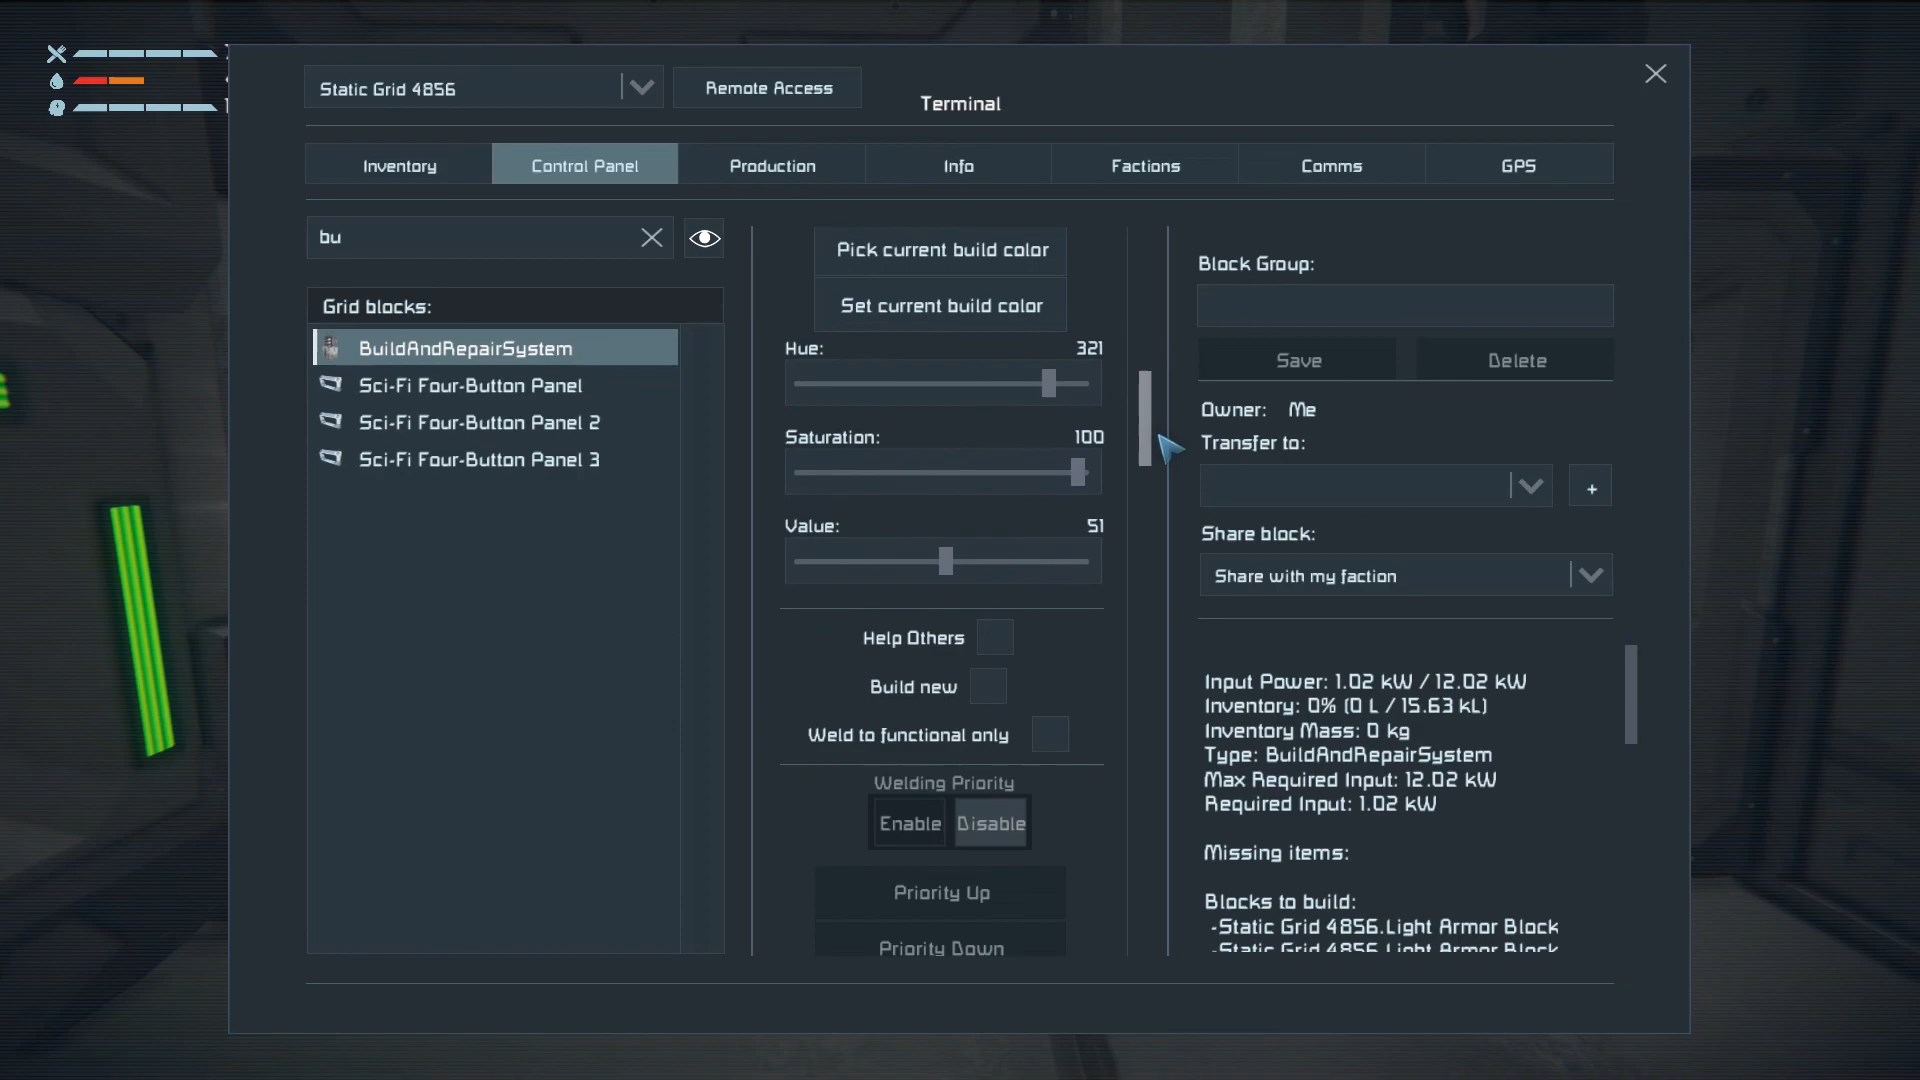 Static Grid 4856
Remote Access
Terminal
Inventory
Control Panel
Production
Info
Factions
Comms
GPS
bu
Grid blocks:
BuildAndRepairSystem
Sci-Fi Four-Button Panel
Sci-Fi Four-Button Panel 2
Sci-Fi Four-Button Panel 3
Pick current build color
Set current build color
Hue: 321
Saturation: 100
Value: 51
Help Others
Build new
Weld to functional only
Welding Priority
Enable Disable
Priority Up
Priority Down
Block Group:
Save Delete
Owner: Me
Transfer to:
+
Share block:
Share with my faction
Input Power: 1.02 kW / 12.02 kW
Inventory: 0% (0 L / 15.63 kL)
Inventory Mass: 0 kg
Type: BuildAndRepairSystem
Max Required Input: 12.02 kW
Required Input: 1.02 kW
Missing items:
Blocks to build:
-Static Grid 4856.Light Armor Block
-Static Grid 4856.Light Armor Block